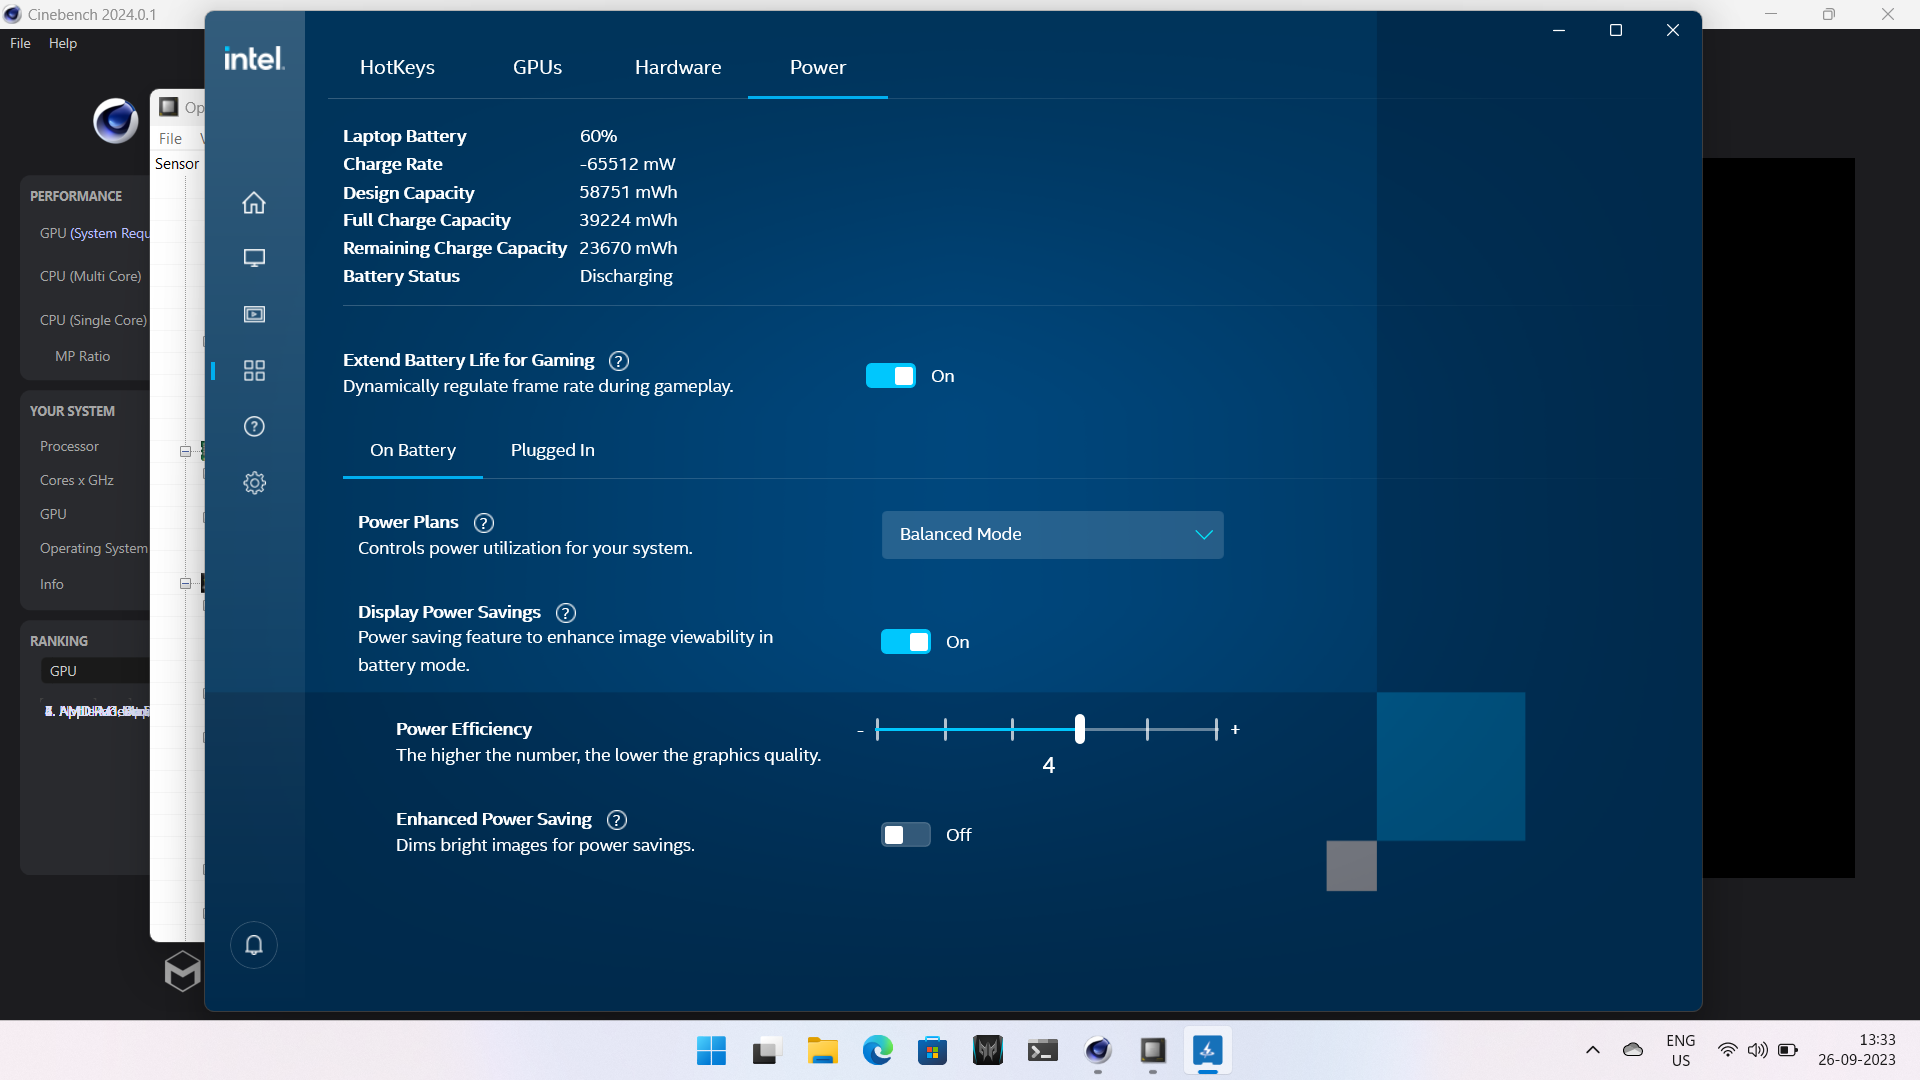 Cinebench 2024.0.1
File Help
PERFORMANCE
GPU (System Requ
CPU (Multi Core)
CPU (Single Core)
MP Ratio
YOUR SYSTEM
Processor
Cores x GHz
GPU
Operating System
Info
RANKING
GPU
Op
File
Sensor
intel.
HotKeys GPUs Hardware Power
Laptop Battery 60%
Charge Rate -65512 mW
Design Capacity 58751 mWh
Full Charge Capacity 39224 mWh
Remaining Charge Capacity 23670 mWh
Battery Status Discharging
Extend Battery Life for Gaming ?
Dynamically regulate frame rate during gameplay.
On
On Battery Plugged In
Power Plans ?
Controls power utilization for your system.
Balanced Mode
Display Power Savings ?
Power saving feature to enhance image viewability in
battery mode.
On
Power Efficiency
The higher the number, the lower the graphics quality.
- +
4
Enhanced Power Saving ?
Dims bright images for power savings.
Off
ENG
US
13:33
26-09-2023